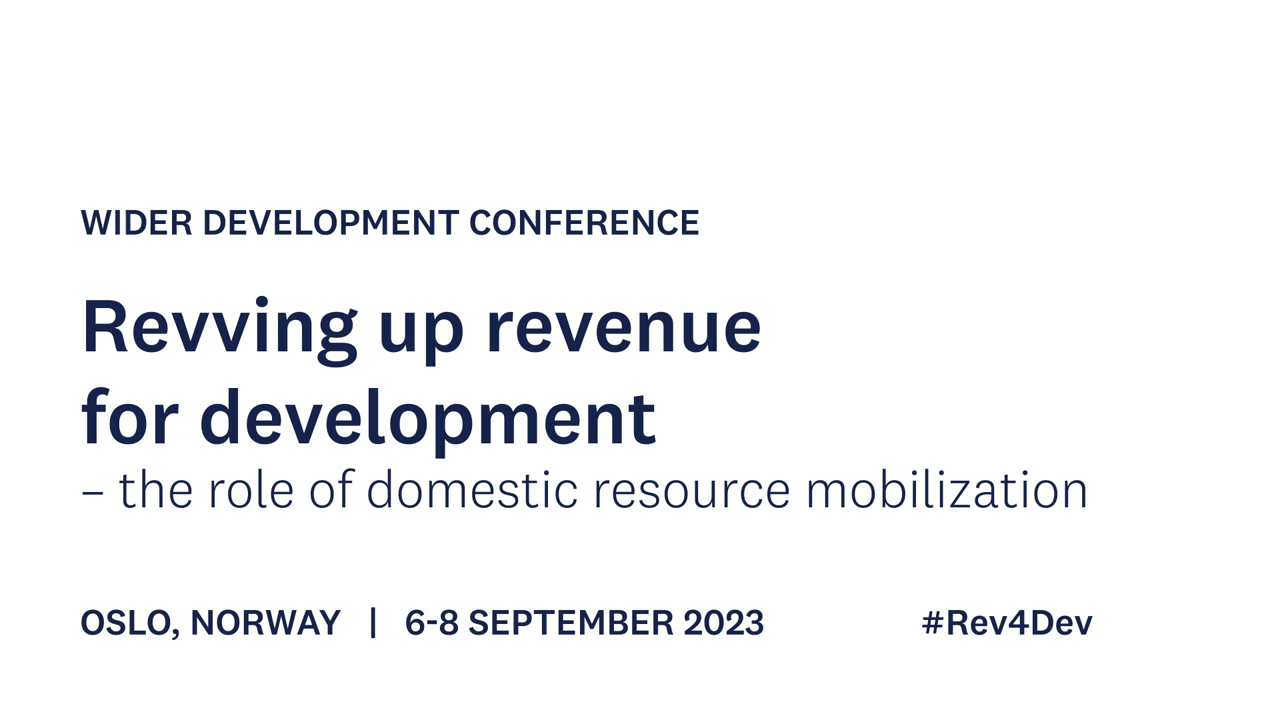 WIDER DEVELOPMENT CONFERENCE
Revving up revenue
for development
– the role of domestic resource mobilization
OSLO, NORWAY | 6-8 SEPTEMBER 2023 #Rev4Dev